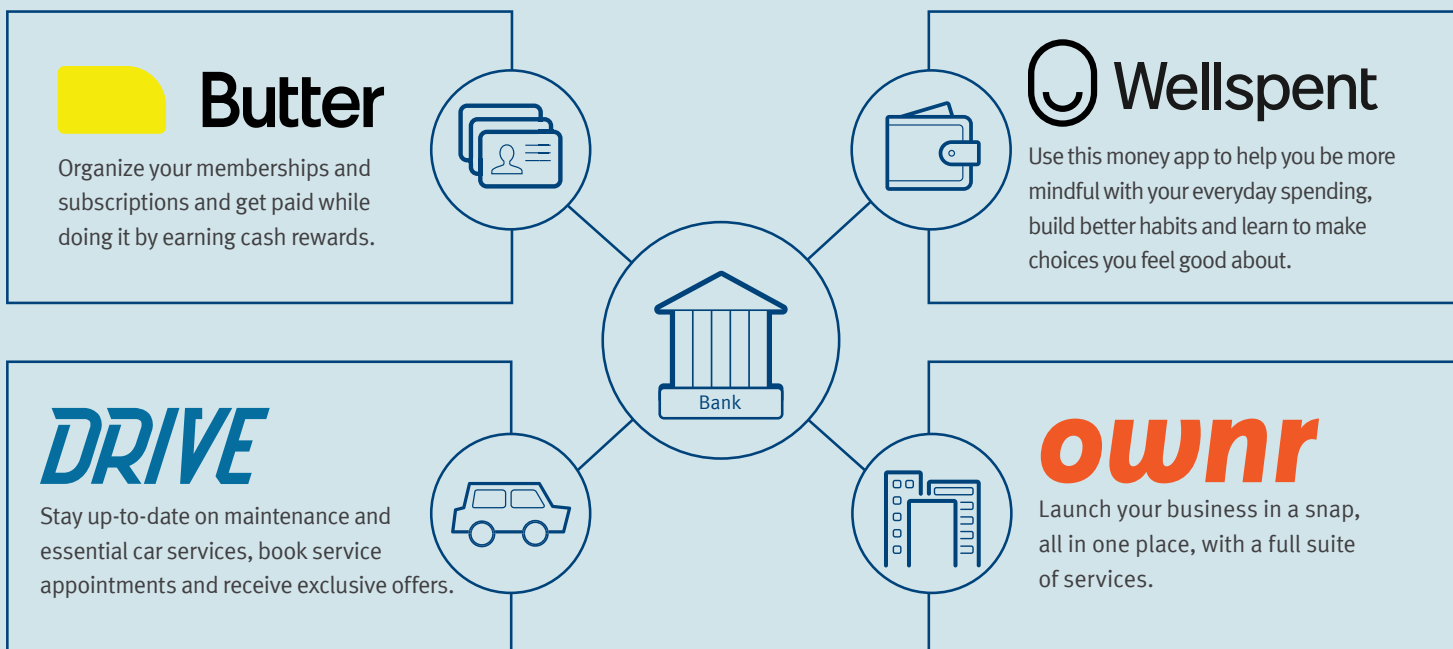 Butter
Organize your memberships and
subscriptions and get paid while
doing it by earning cash rewards.
Wellspent
Use this money app to help you be more
mindful with your everyday spending,
build better habits and learn to make
choices you feel good about.
Bank
DRIVE
Stay up-to-date on maintenance and
essential car services, book service
appointments and receive exclusive offers.
ownr
Launch your business in a snap,
all in one place, with a full suite
of services.